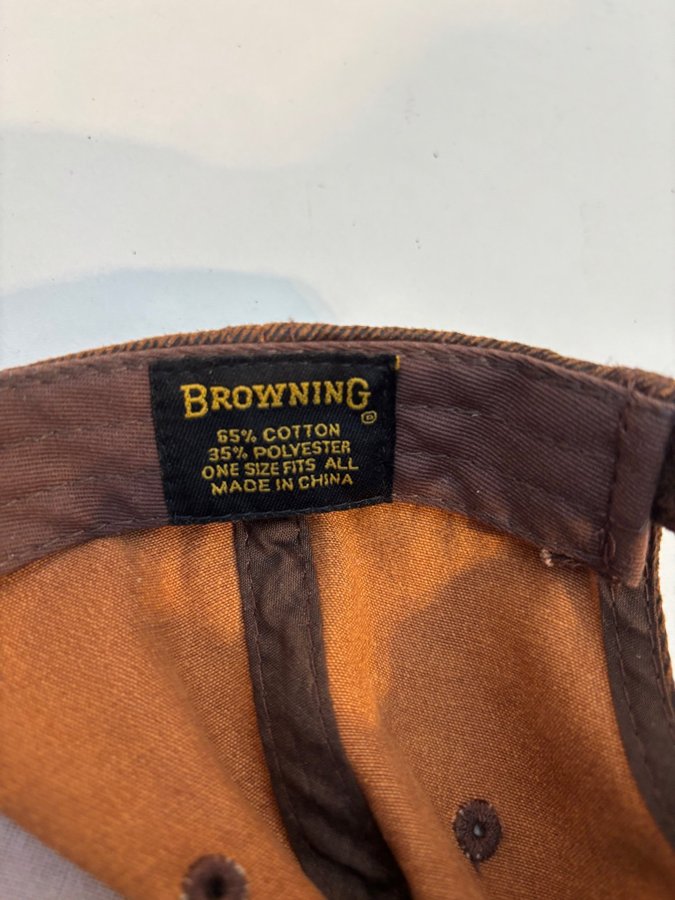 BROWNING
®
65% COTTON
35% POLYESTER
ONE SIZE FITS ALL
MADE IN CHINA